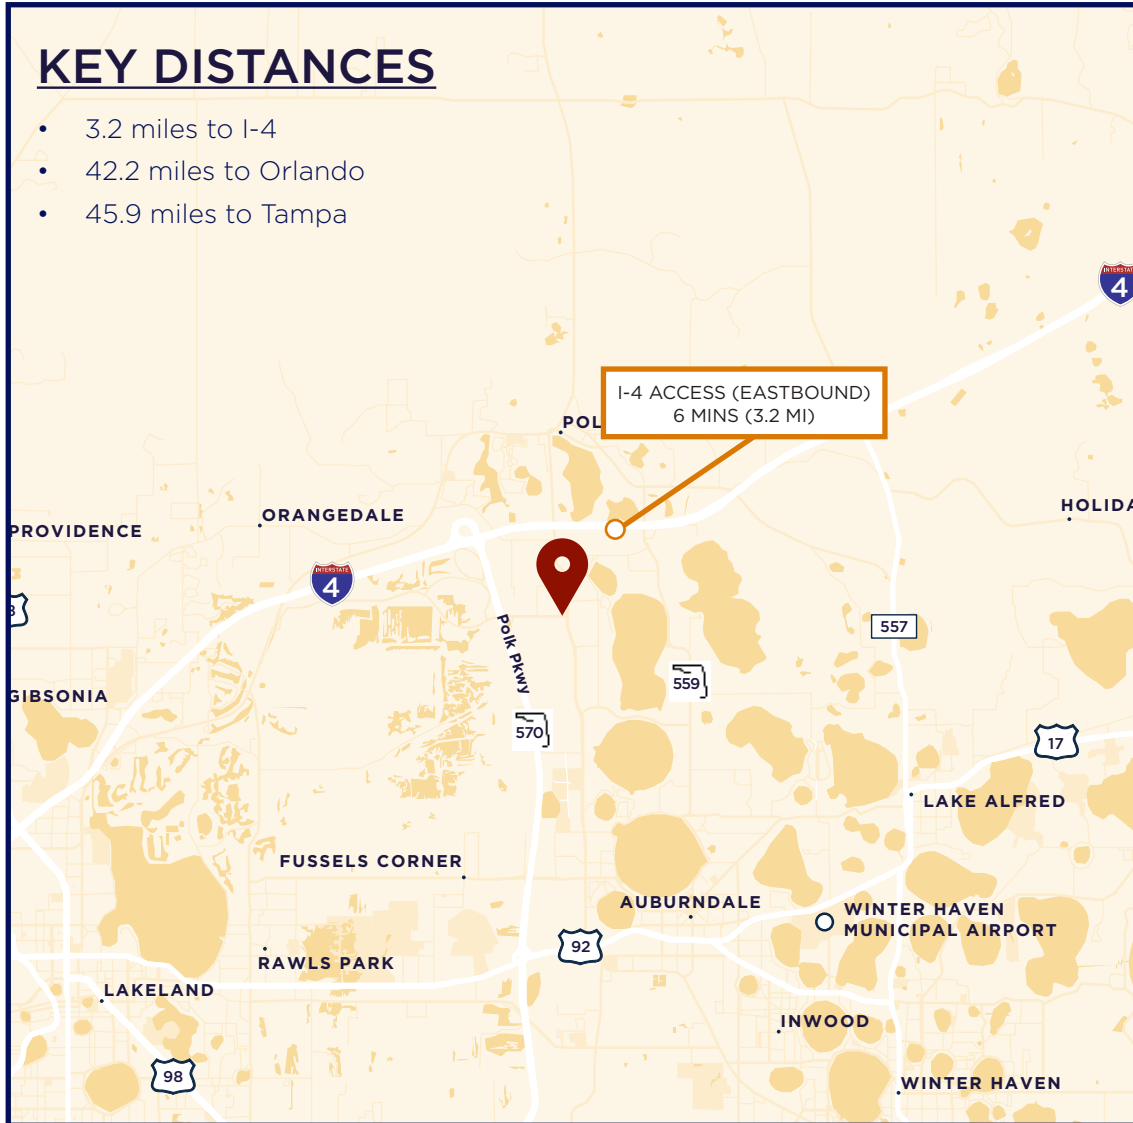 KEY DISTANCES
• 3.2 miles to I-4
• 42.2 miles to Orlando
• 45.9 miles to Tampa
INTERSTATE
4
I-4 ACCESS (EASTBOUND)
6 MINS (3.2 MI)
POL
ORANGEDALE
HOLIDA
PROVIDENCE
INTERSTATE
4
Polk Pkwy
557
559
GIBSONIA
570
17
LAKE ALFRED
FUSSELS CORNER
AUBURNDALE
WINTER HAVEN
MUNICIPAL AIRPORT
92
RAWLS PARK
LAKELAND
INWOOD
98
WINTER HAVEN